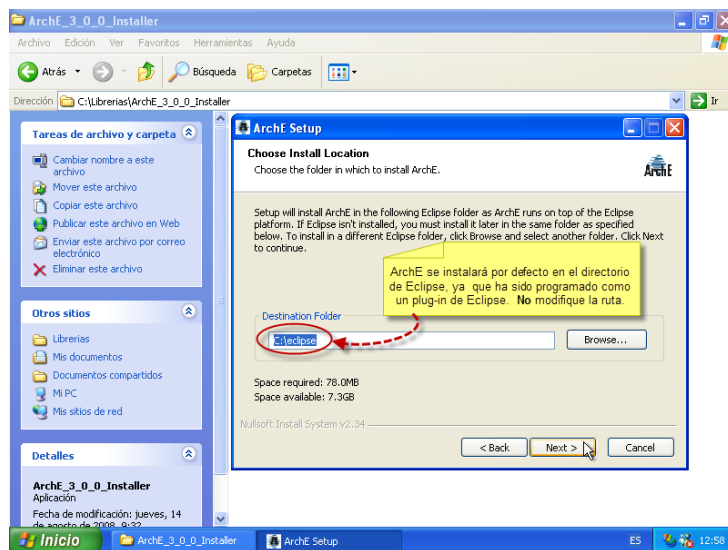 ArchE_3_0_0_Installer
Archivo Edición Ver Favoritos Herramientas Ayuda
Atrás Búsqueda Carpetas
Dirección C:\Librerias\ArchE_3_0_0_Installer Ir
Tareas de archivo y carpeta
Cambiar nombre a este
archivo
Mover este archivo
Copiar este archivo
Publicar este archivo en Web
Enviar este archivo por correo
electrónico
Eliminar este archivo
Otros sitios
Librerias
Mis documentos
Documentos compartidos
Mi PC
Mis sitios de red
Detalles
ArchE_3_0_0_Installer
Aplicación
Fecha de modificación: jueves, 14
de agosto de 2008, 9:32
ArchE Setup
Choose Install Location
Choose the folder in which to install ArchE.
ArchE
Setup will install ArchE in the following Eclipse folder as ArchE runs on top of the Eclipse
platform. If Eclipse isn't installed, you must install it later in the same folder as specified
below. To install in a different Eclipse folder, click Browse and select another folder. Click Next
to continue.
ArchE se instalará por defecto en el directorio
de Eclipse, ya que ha sido programado como
un plug-in de Eclipse. No modifique la ruta.
Destination Folder
C:\eclipse
Browse...
Space required: 78.0MB
Space available: 7.3GB
Nullsoft Install System v2.34
< Back Next > Cancel
Inicio ArchE_3_0_0_Installer ArchE Setup ES 12:58